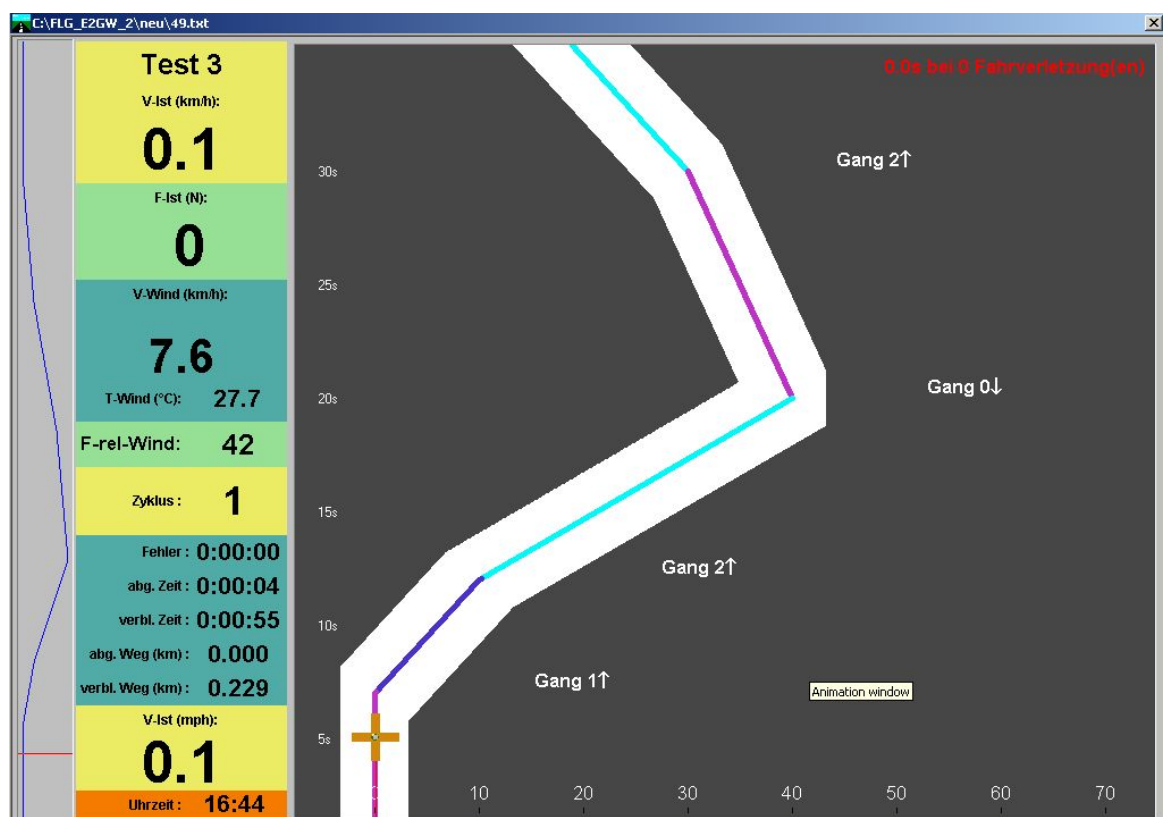 C:\FLG_E2GW_2\neu\49.txt
Test 3
V-Ist (km/h):
0.1
F-Ist (N):
0
V-Wind (km/h):
7.6
T-Wind (°C): 27.7
F-rel-Wind: 42
Zyklus : 1
Fehler : 0:00:00
abg. Zeit : 0:00:04
verbl. Zeit : 0:00:55
abg. Weg (km) : 0.000
verbl. Weg (km) : 0.229
V-Ist (mph):
0.1
Uhrzeit : 16:44
0.0s bei 0 Fahrverletzung(en)
Gang 2↑
30s
25s
Gang 0↓
20s
15s
Gang 2↑
10s
Gang 1↑
Animation window
5s
0 10 20 30 40 50 60 70